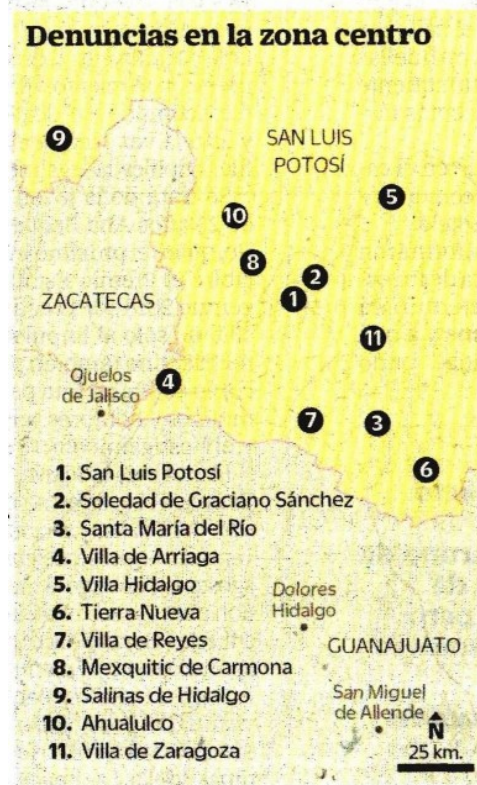 Denuncias en la zona centro
9
SAN LUIS
POTOSÍ
5
10
8
2
1
ZACATECAS
11
Ojuelos
de Jalisco
4
7
3
6
1. San Luis Potosí
2. Soledad de Graciano Sánchez
3. Santa María del Río
4. Villa de Arriaga
5. Villa Hidalgo
6. Tierra Nueva
7. Villa de Reyes
8. Mexquitic de Carmona
9. Salinas de Hidalgo
10. Ahualulco
11. Villa de Zaragoza
Dolores
Hidalgo
GUANAJUATO
San Miguel
de Allende
N
25 km.